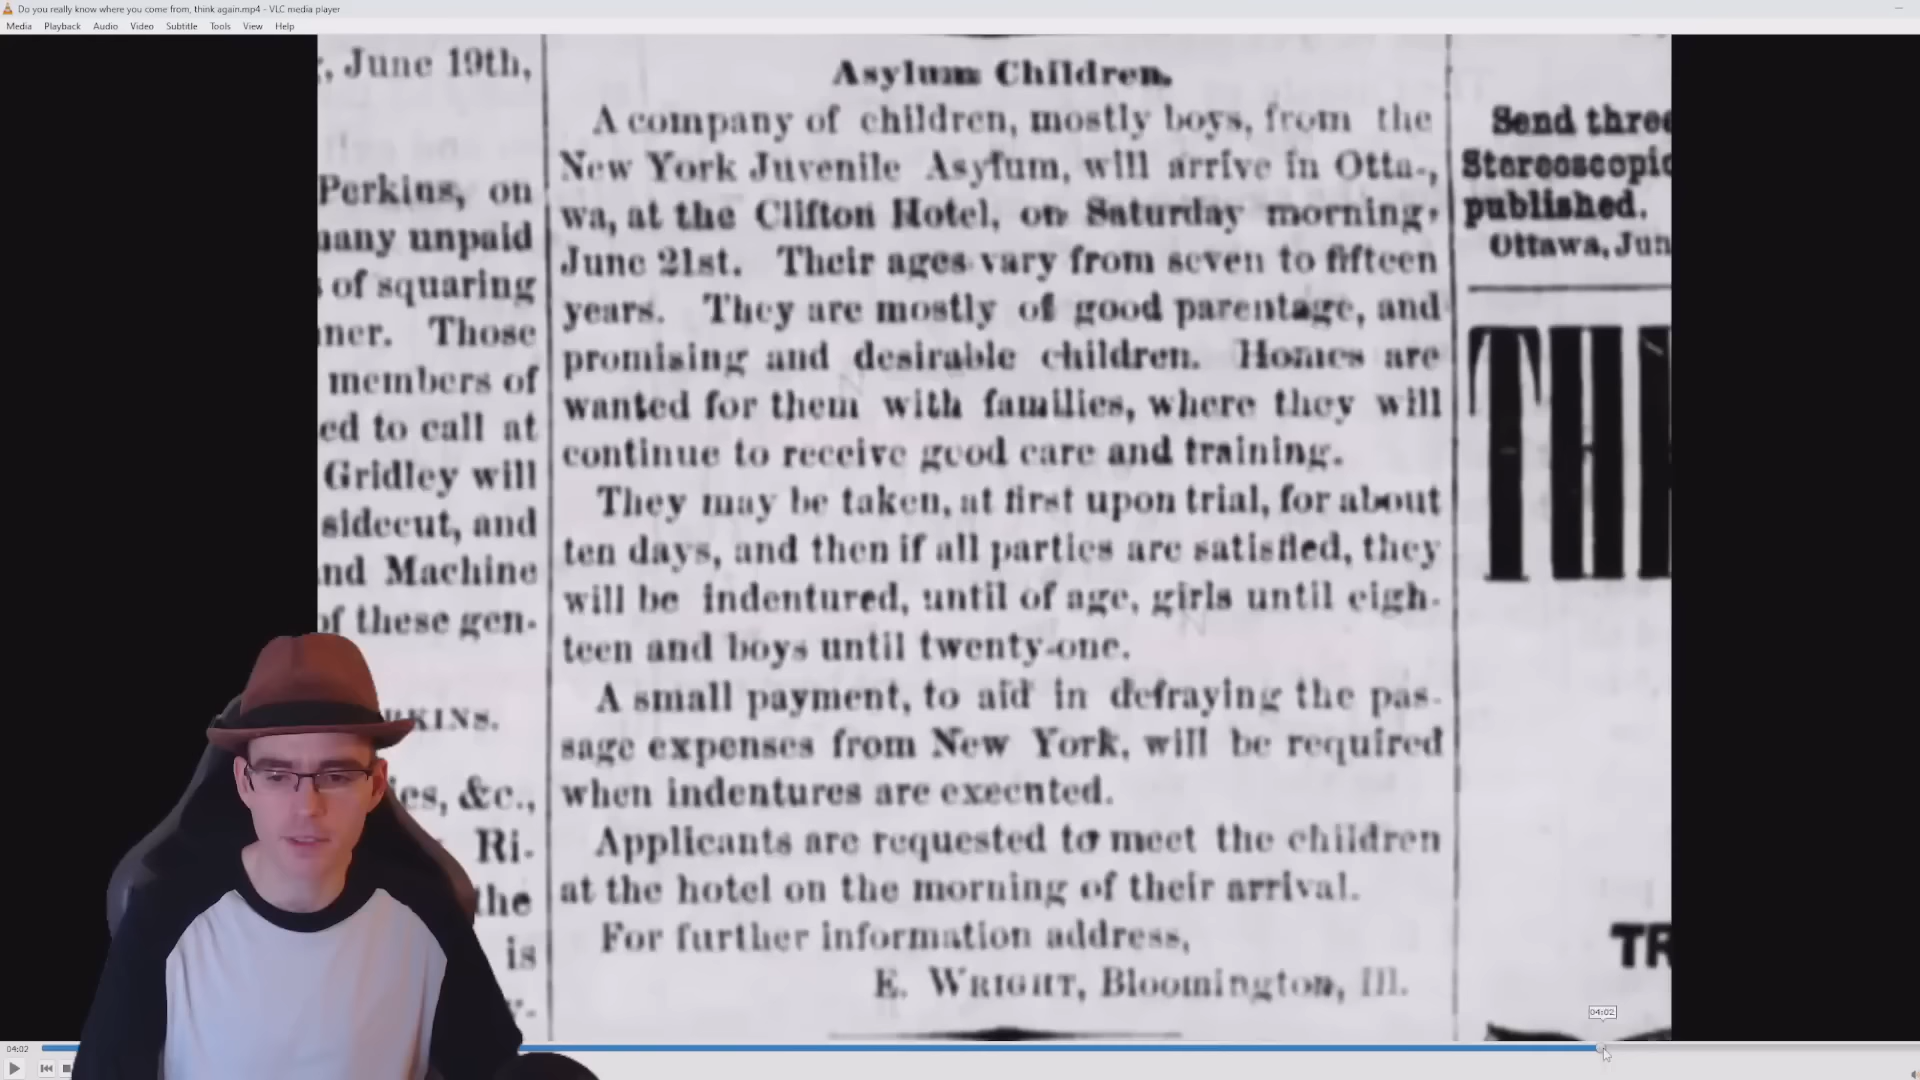 Do you really know where you come from, think again.mp4 - VLC media player
Media Playback Audio Video Subtitle Tools View Help
, June 19th,
Perkins, on
many unpaid
of squaring
ner. Those
members of
ed to call at
Gridley will
sidecut, and
nd Machine
of these gen-
RKINS.
ies, &c.,
Ri-
the
is
y-
Asylum Children.
A company of children, mostly boys, from the
New York Juvenile Asylum, will arrive in Otta-,
wa, at the Clifton Hotel, on Saturday morning,
June 21st. Their ages vary from seven to fifteen
years. They are mostly of good parentage, and
promising and desirable children. Homes are
wanted for them with families, where they will
continue to receive good care and training.
They may be taken, at first upon trial, for about
ten days, and then if all parties are satisfied, they
will be indentured, until of age, girls until eigh-
teen and boys until twenty-one.
A small payment, to aid in defraying the pas-
sage expenses from New York, will be required
when indentures are executed.
Applicants are requested to meet the children
at the hotel on the morning of their arrival.
For further information address,
E. WRIGHT, Bloomington, Ill.
Send three
Stereoscopic
published.
Ottawa, Jun
TH
TR
04:02
04:02